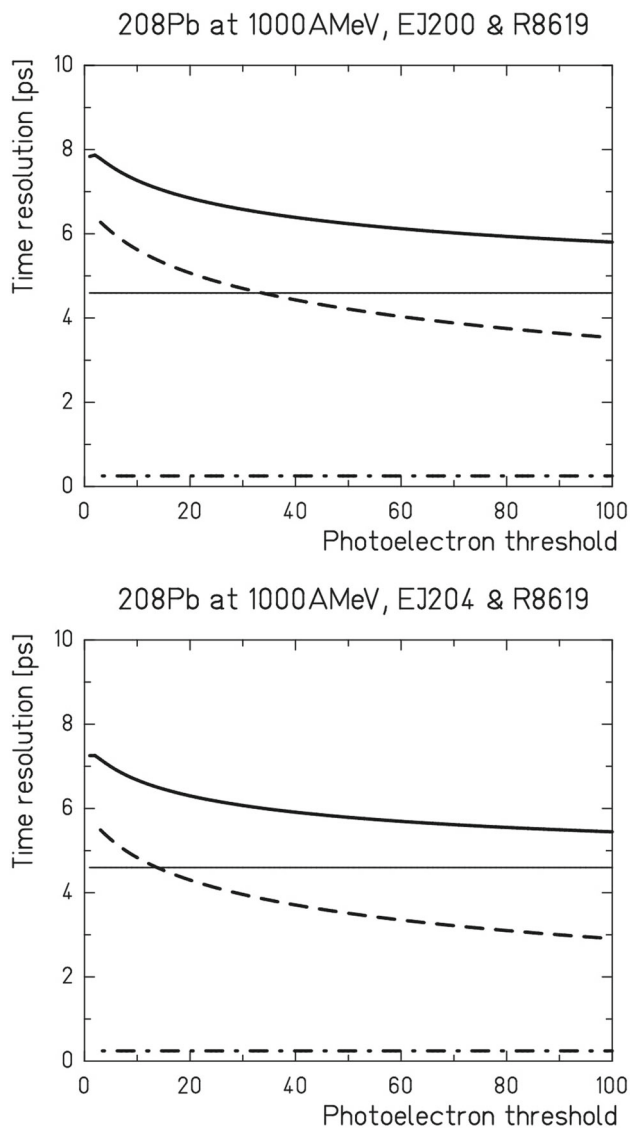 208Pb at 1000AMeV, EJ200 & R8619
Time resolution [ps]
10
8
6
4
2
0
0 20 40 60 80 100
Photoelectron threshold
208Pb at 1000AMeV, EJ204 & R8619
Time resolution [ps]
10
8
6
4
2
0
0 20 40 60 80 100
Photoelectron threshold